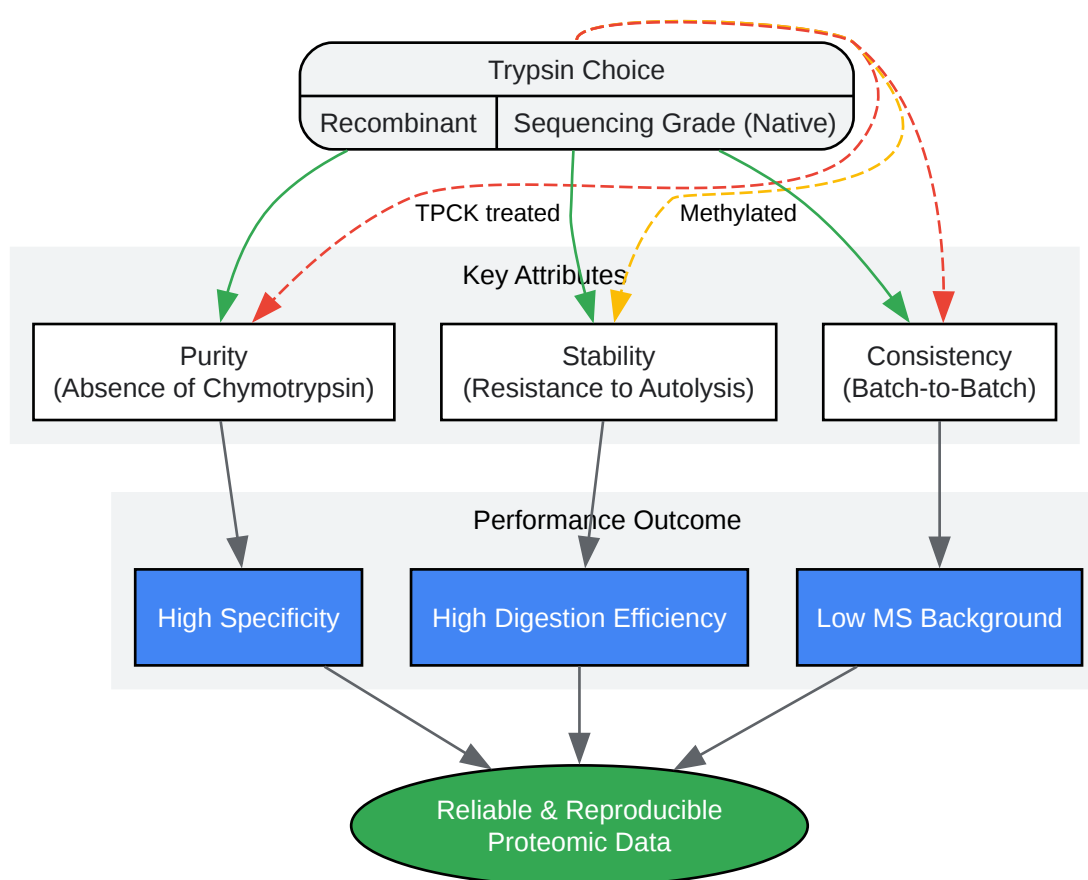 Trypsin Choice
Recombinant
Sequencing Grade (Native)
TPCK treated
Methylated
Key Attributes
Purity
(Absence of Chymotrypsin)
Stability
(Resistance to Autolysis)
Consistency
(Batch-to-Batch)
Performance Outcome
High Specificity
High Digestion Efficiency
Low MS Background
Reliable & Reproducible
Proteomic Data